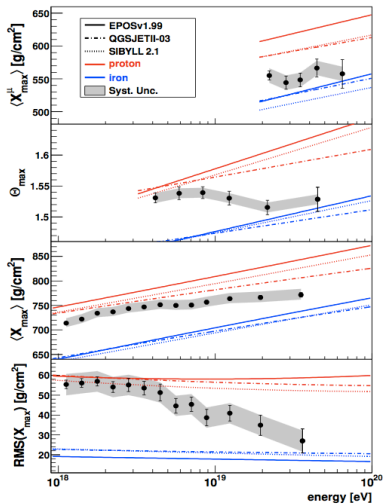 650
600
550
500
⟨X^μ_max⟩ [g/cm²]
EPOSv1.99
QGSJETII-03
SIBYLL 2.1
proton
iron
Syst. Unc.
1.6
1.55
1.5
Θ_max
850
800
750
700
650
⟨X_max⟩ [g/cm²]
60
50
40
30
20
RMS(X_max) [g/cm²]
10^18
10^19
10^20
energy [eV]